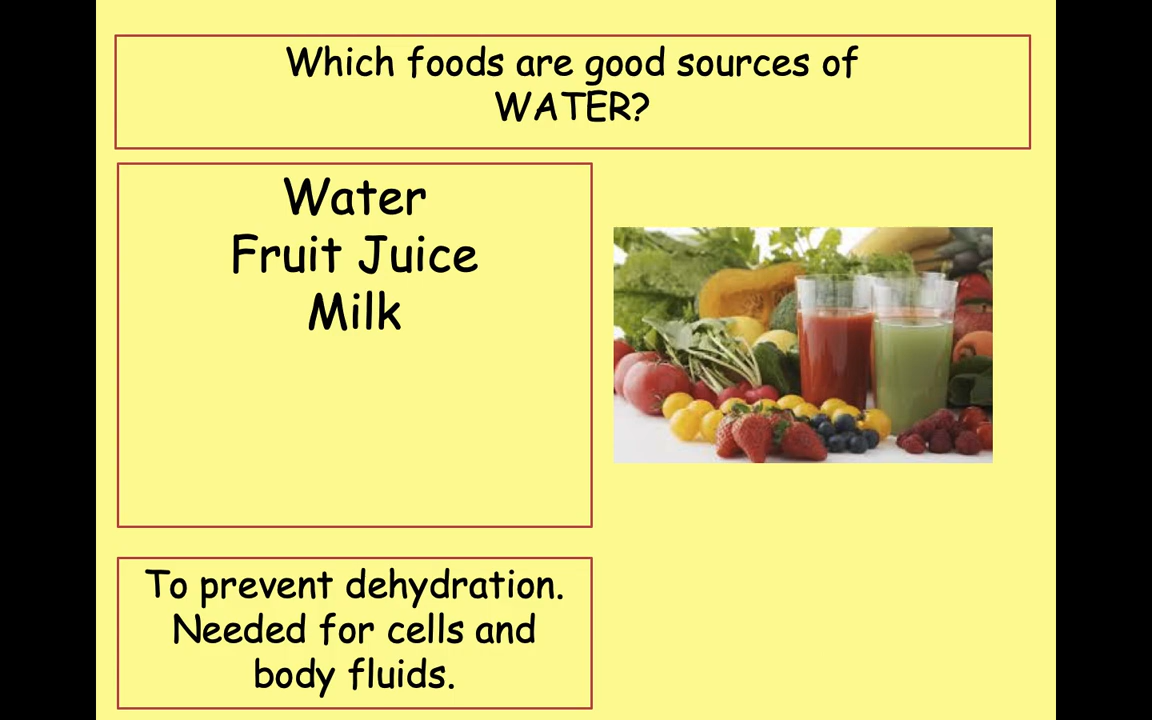 Which foods are good sources of
WATER?
Water
Fruit Juice
Milk
To prevent dehydration.
Needed for cells and
body fluids.